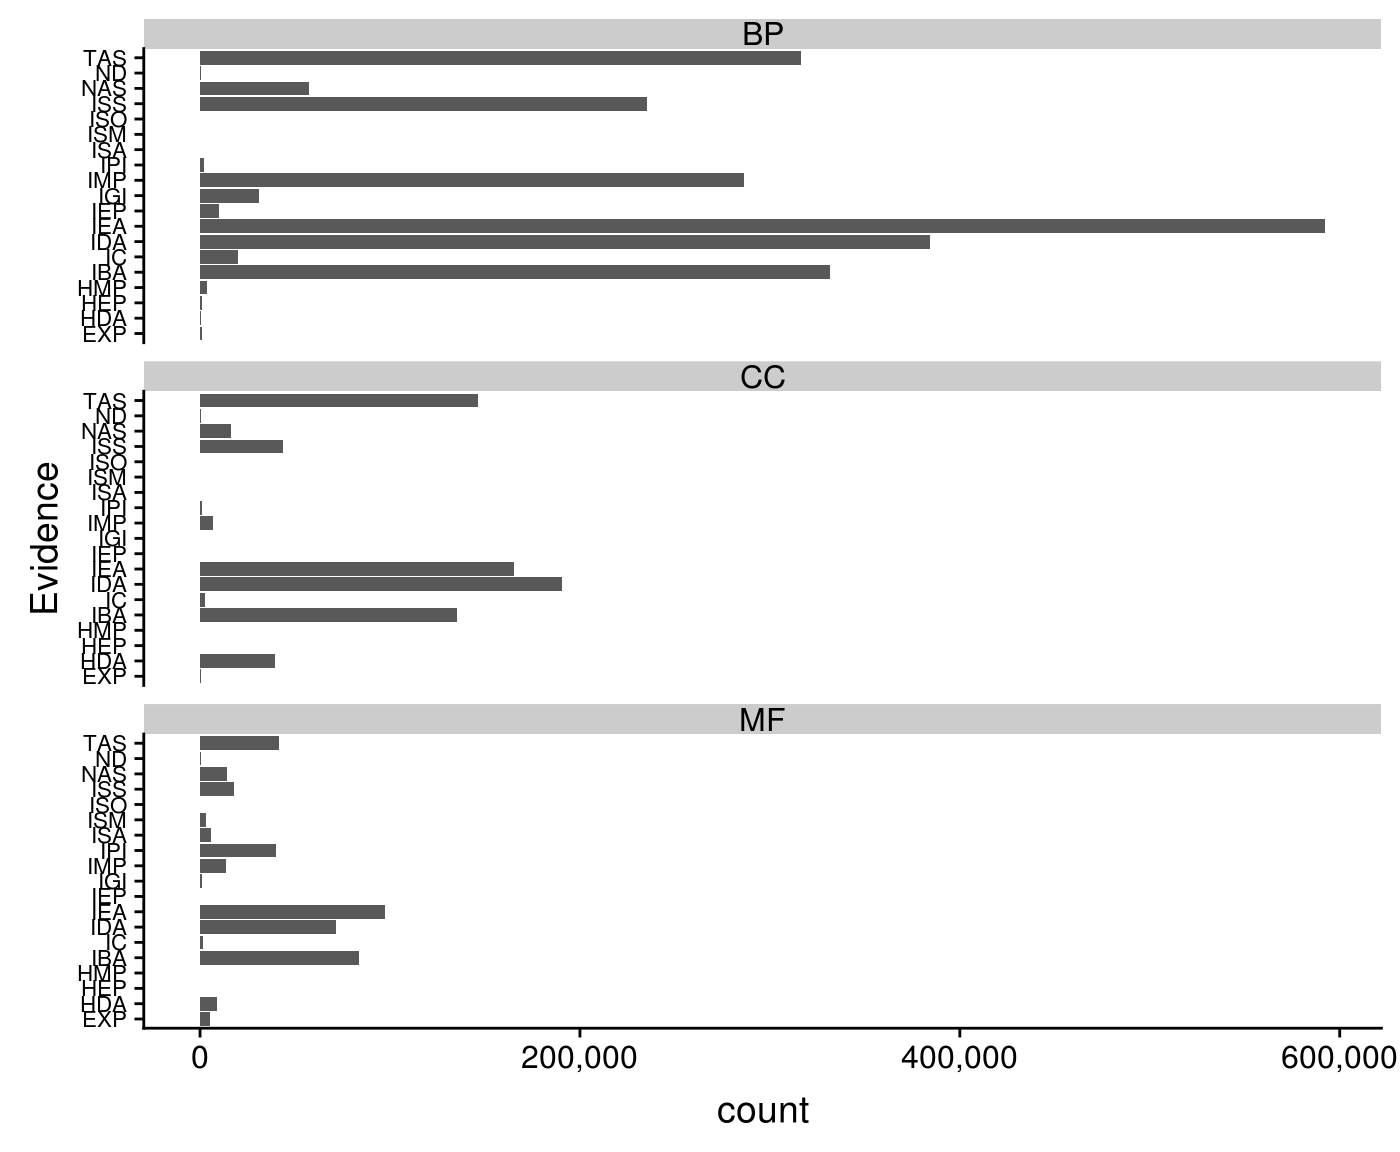 BP
TAS
ND
NAS
ISS
ISO
ISM
ISA
IPI
IMP
IGI
IEP
IEA
IDA
IC
IBA
HMP
HEP
HDA
EXP
CC
TAS
ND
NAS
ISS
ISO
ISM
ISA
IPI
IMP
IGI
IEP
IEA
IDA
IC
IBA
HMP
HEP
HDA
EXP
MF
TAS
ND
NAS
ISS
ISO
ISM
ISA
IPI
IMP
IGI
IEP
IEA
IDA
IC
IBA
HMP
HEP
HDA
EXP
Evidence
0 200,000 400,000 600,000
count